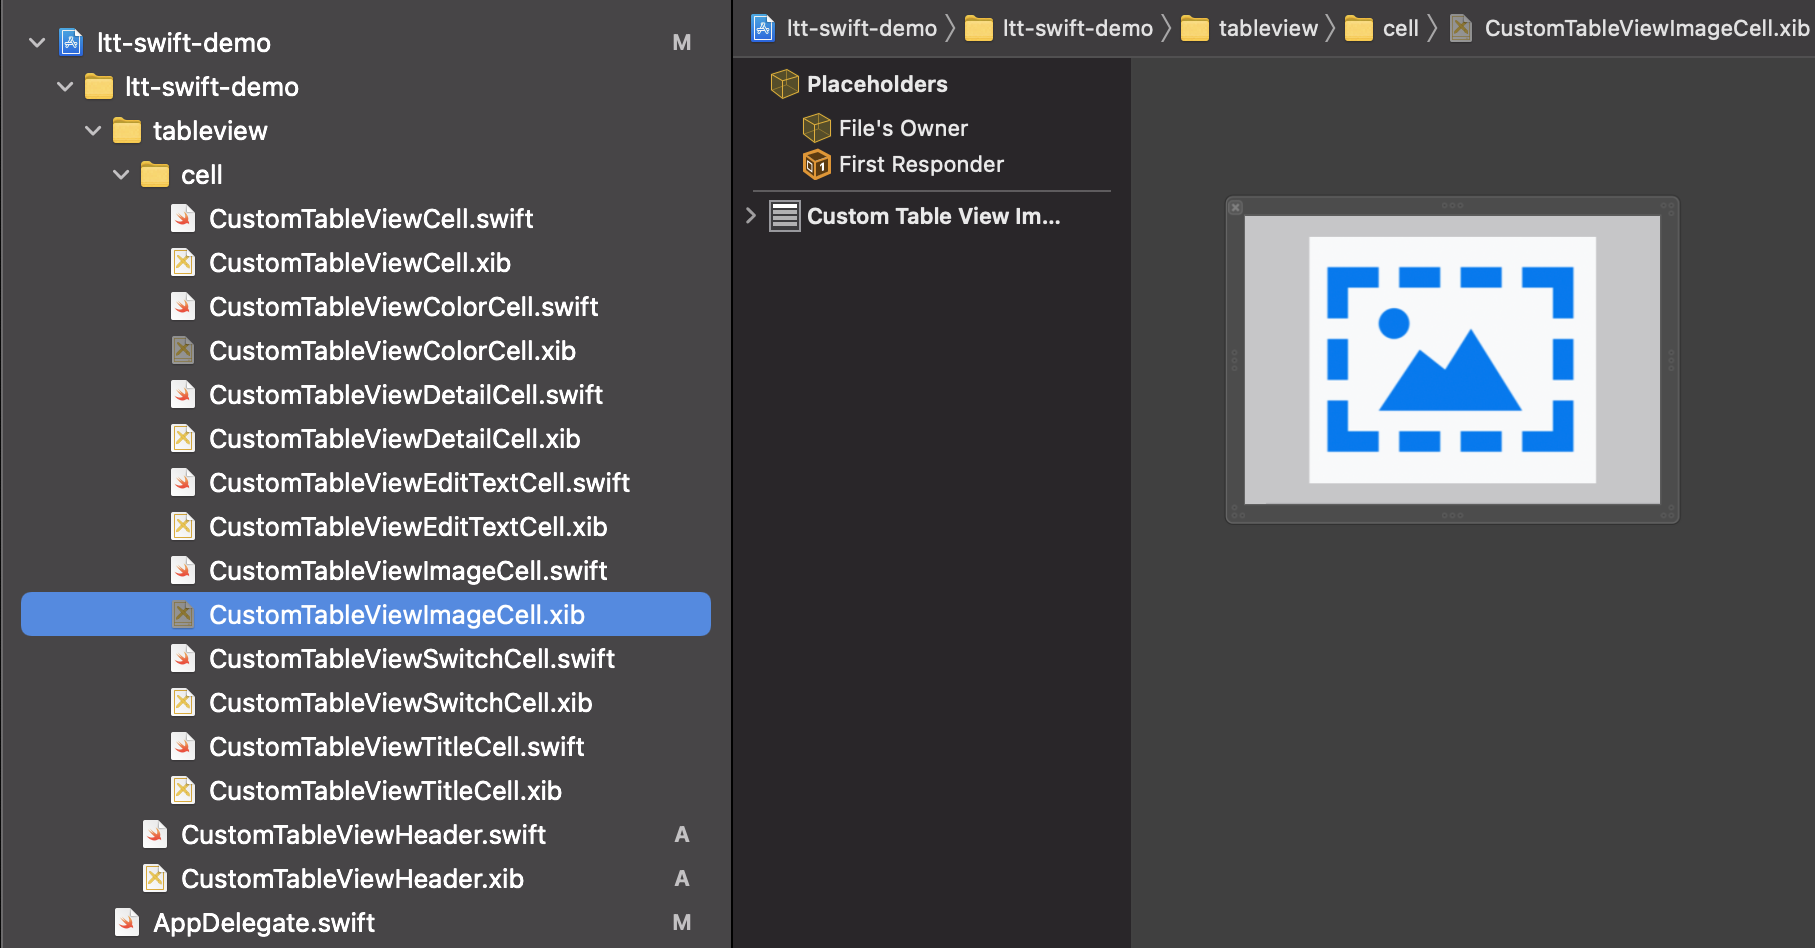 ltt-swift-demo M
ltt-swift-demo
tableview
cell
CustomTableViewCell.swift
CustomTableViewCell.xib
CustomTableViewColorCell.swift
CustomTableViewColorCell.xib
CustomTableViewDetailCell.swift
CustomTableViewDetailCell.xib
CustomTableViewEditTextCell.swift
CustomTableViewEditTextCell.xib
CustomTableViewImageCell.swift
CustomTableViewImageCell.xib
CustomTableViewSwitchCell.swift
CustomTableViewSwitchCell.xib
CustomTableViewTitleCell.swift
CustomTableViewTitleCell.xib
CustomTableViewHeader.swift A
CustomTableViewHeader.xib A
AppDelegate.swift M
ltt-swift-demo ltt-swift-demo tableview cell CustomTableViewImageCell.xib
Placeholders
File's Owner
First Responder
Custom Table View Im...